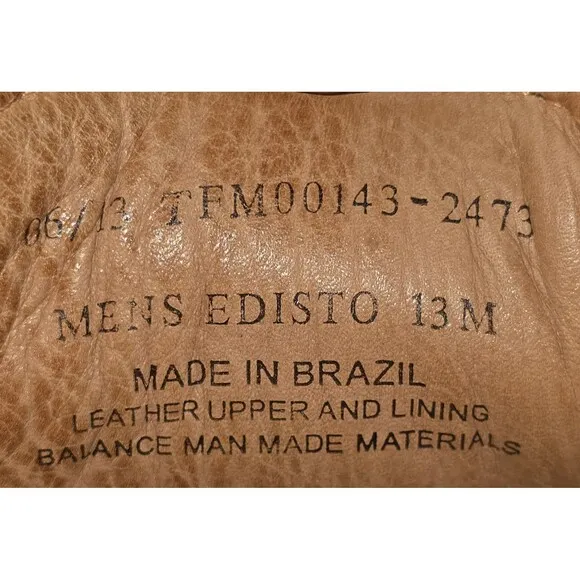 06/13 TFM00143-2473
MENS EDISTO 13M
MADE IN BRAZIL
LEATHER UPPER AND LINING
BALANCE MAN MADE MATERIALS